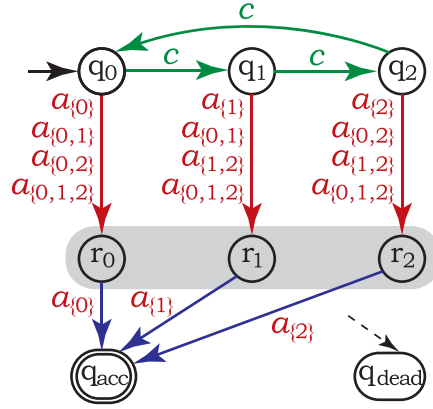 c
q₀ c q₁ c q₂
a{0} a{1} a{2}
a{0,1} a{0,1} a{0,2}
a{0,2} a{1,2} a{1,2}
a{0,1,2} a{0,1,2} a{0,1,2}
r₀ r₁ r₂
a{0} a{1} a{2}
qacc qdead